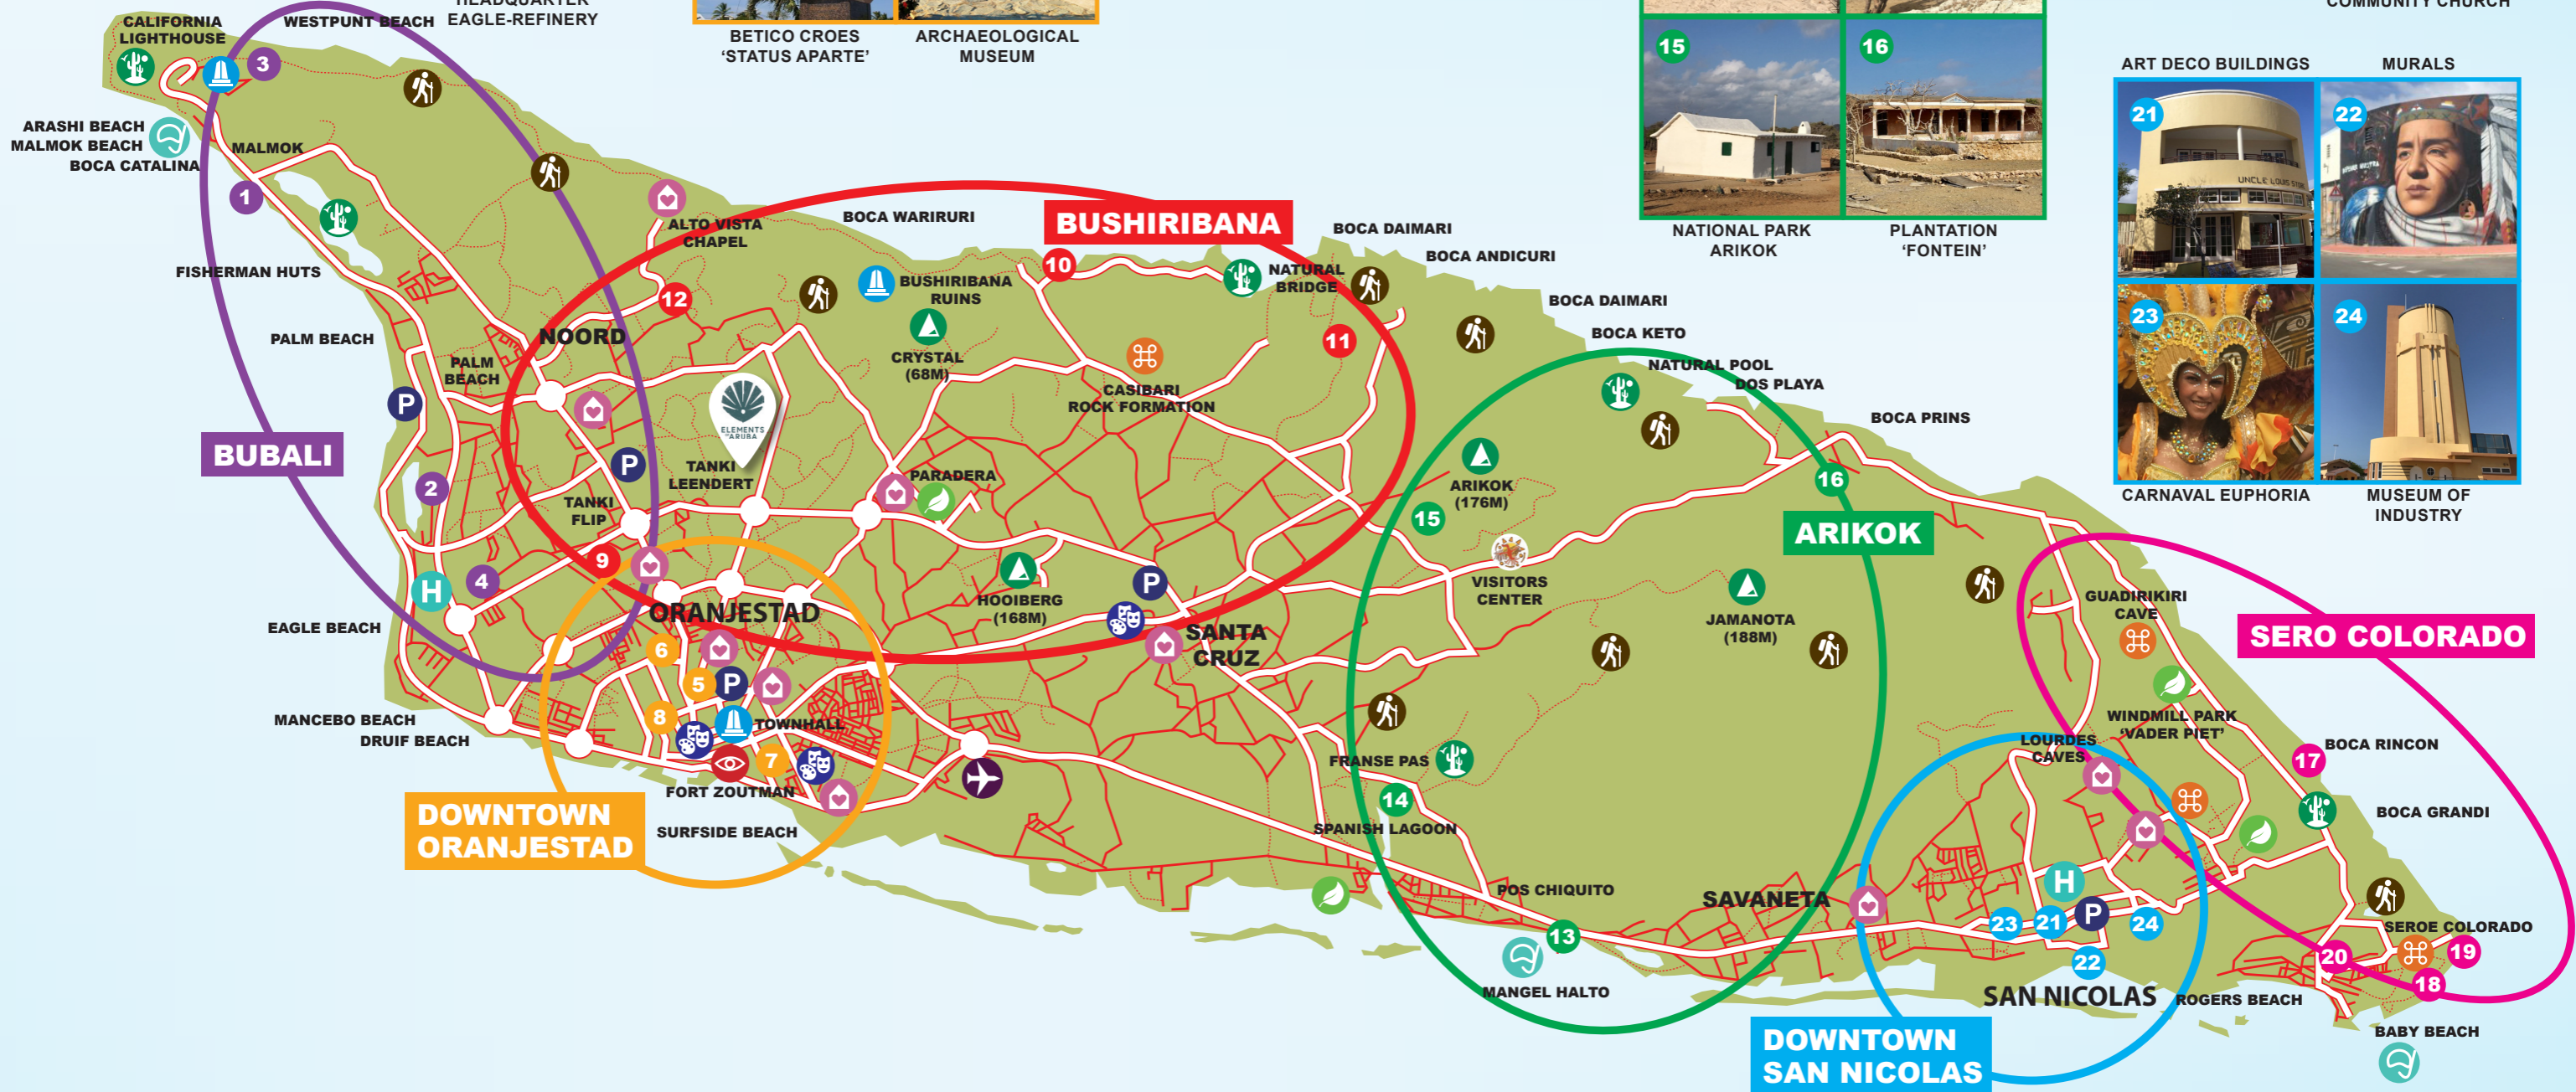 HEADQUARTER
EAGLE-REFINERY
BETICO CROES
‘STATUS APARTE’
ARCHAEOLOGICAL
MUSEUM
COMMUNITY CHURCH
15
16
NATIONAL PARK
ARIKOK
PLANTATION
‘FONTEIN’
ART DECO BUILDINGS
MURALS
21
UNCLE LOUIS STORE
22
23
24
CARNAVAL EUPHORIA
MUSEUM OF
INDUSTRY
CALIFORNIA
LIGHTHOUSE
WESTPUNT BEACH
3
ARASHI BEACH
MALMOK BEACH
BOCA CATALINA
MALMOK
1
FISHERMAN HUTS
PALM BEACH
PALM
BEACH
NOORD
P
BUBALI
2
P
TANKI
FLIP
TANKI
LEENDERT
ELEMENTS
OF ARUBA
9
4
H
EAGLE BEACH
MANCEBO BEACH
DRUIF BEACH
ALTO VISTA
CHAPEL
12
BOCA WARIRURI
BUSHIRIBANA
BUSHIRIBANA
RUINS
CRYSTAL
(68M)
10
NATURAL
BRIDGE
11
CASIBARI
ROCK FORMATION
PARADERA
HOOIBERG
(168M)
P
SANTA
CRUZ
BOCA DAIMARI
BOCA ANDICURI
BOCA DAIMARI
BOCA KETO
NATURAL POOL
DOS PLAYA
BOCA PRINS
ARIKOK
(176M)
15
16
ARIKOK
VISITORS
CENTER
JAMANOTA
(188M)
ORANJESTAD
6
5
P
8
TOWNHALL
7
FORT ZOUTMAN
DOWNTOWN
ORANJESTAD
SURFSIDE BEACH
FRANSE PAS
14
SPANISH LAGOON
POS CHIQUITO
13
MANGEL HALTO
SAVANETA
GUADIRIKIRI
CAVE
SERO COLORADO
WINDMILL PARK
‘VADER PIET’
LOURDES
CAVES
17
BOCA RINCON
BOCA GRANDI
H
23
21
P
24
22
SAN NICOLAS
DOWNTOWN
SAN NICOLAS
SEROE COLORADO
20
19
18
ROGERS BEACH
BABY BEACH